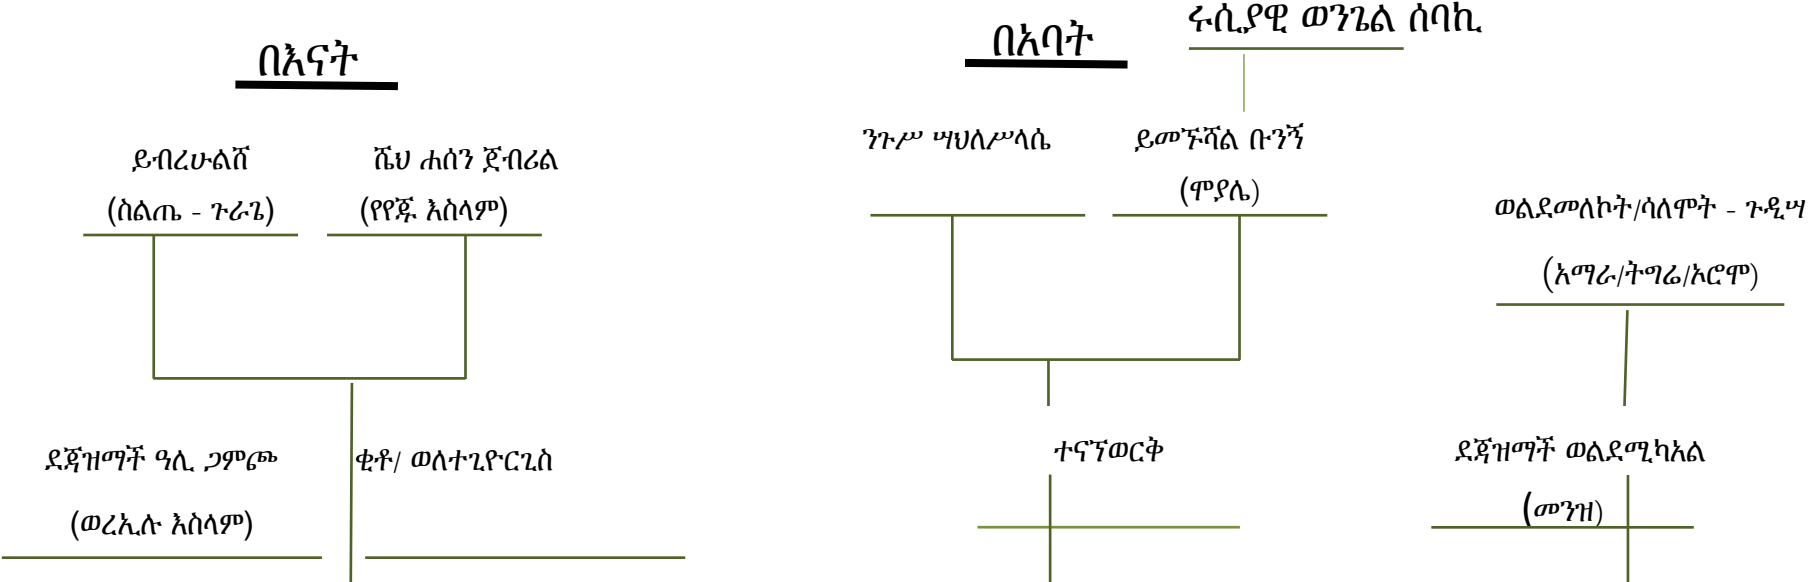 በእናት
ይብረሁልሽ
(ስልጤ - ጉራጌ)
ሼህ ሐሰን ጀብሪል
(የየጁ እስላም)
ደጃዝማች ዓሊ ጋምጮ
(ወረኢሉ እስላም)
ቂቶ/ ወለተጊዮርጊስ
በአባት
ሩሲያዊ ወንጌል ሰባኪ
ንጉሥ ሣህለሥላሴ
ይመኙሻል ቡንኝ
(ሞያሌ)
ተናኘወርቅ
ወልደመለኮት/ሳለሞት - ጉዲሣ
(አማራ/ትግሬ/ኦሮሞ)
ደጃዝማች ወልደሚካአል
(መንዝ)